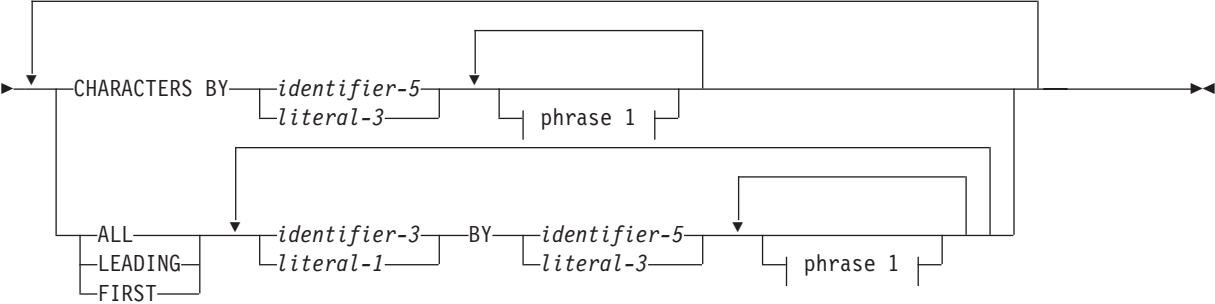 CHARACTERS BY identifier-5
literal-3 phrase 1
ALL identifier-3 BY identifier-5
LEADING literal-1 literal-3 phrase 1
FIRST